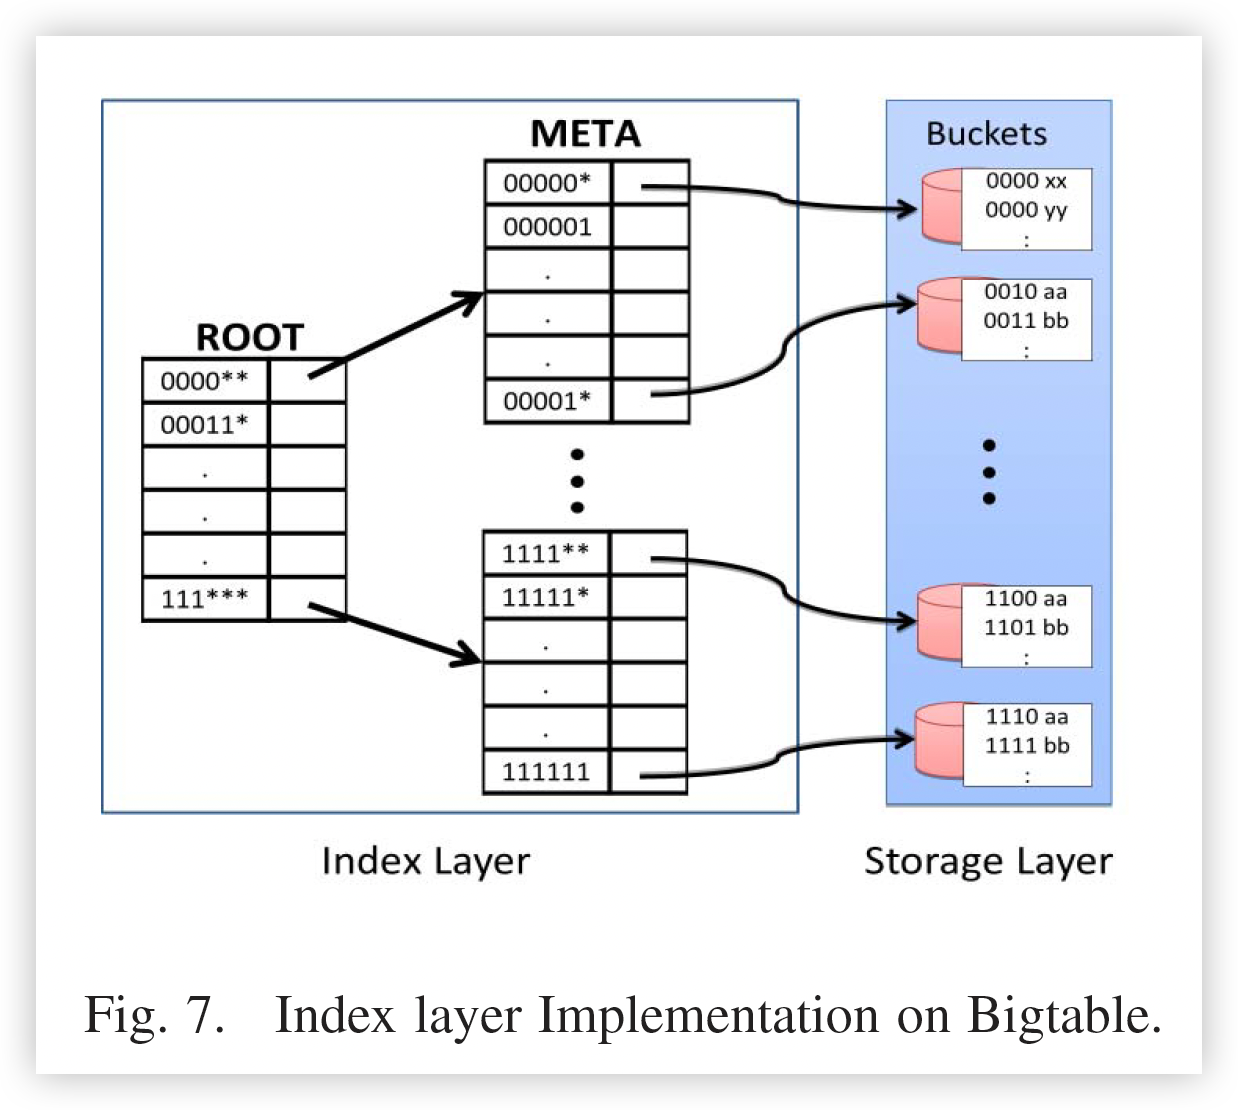 META
Buckets
00000*
000001
.
.
.
00001*
0000 xx
0000 yy
:
0010 aa
0011 bb
:
ROOT
0000**
00011*
.
.
.
111***
1111**
11111*
.
.
.
111111
1100 aa
1101 bb
:
1110 aa
1111 bb
:
Index Layer
Storage Layer
Fig. 7. Index layer Implementation on Bigtable.